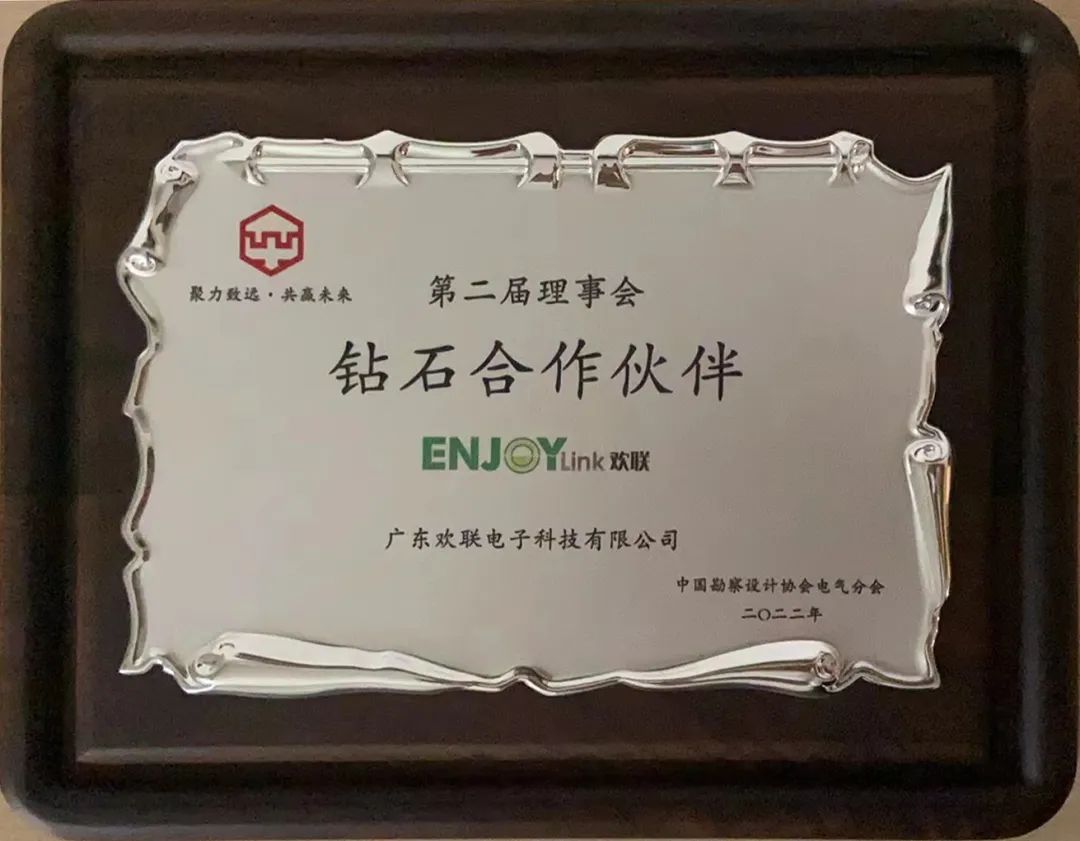 聚力致远·共赢未来
第二届理事会
钻石合作伙伴
ENJOYLink 欢联
广东欢联电子科技有限公司
中国勘察设计协会电气分会
二〇二二年